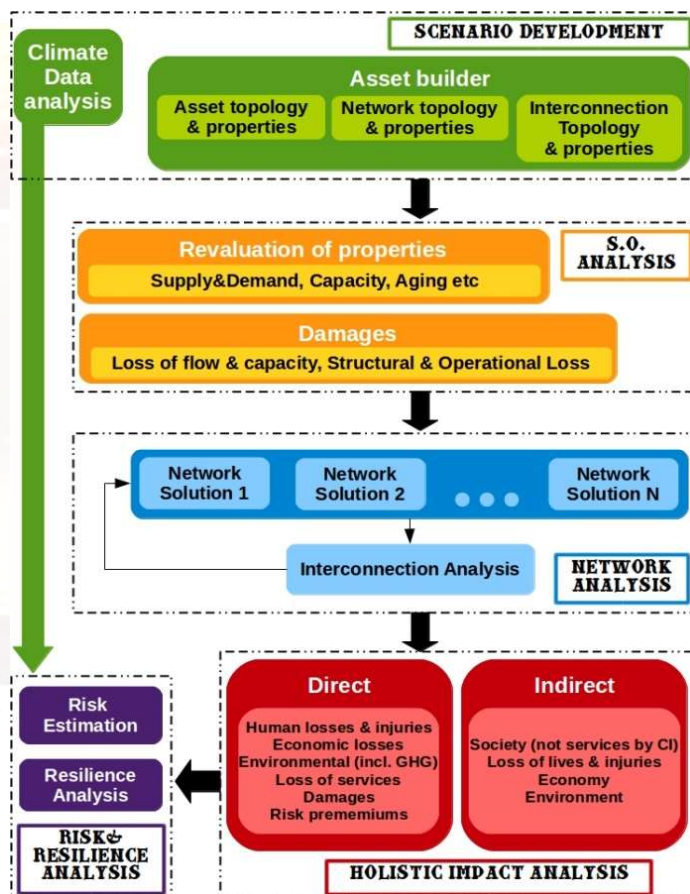 SCENARIO DEVELOPMENT
Climate
Data
analysis
Asset builder
Asset topology
& properties
Network topology
& properties
Interconnection
Topology
& properties
Revaluation of properties
Supply&Demand, Capacity, Aging etc
S.O.
ANALYSIS
Damages
Loss of flow & capacity, Structural & Operational Loss
Network
Solution 1
Network
Solution 2
Network
Solution N
Interconnection Analysis
NETWORK
ANALYSIS
Direct
Human losses & injuries
Economic losses
Environmental (incl. GHG)
Loss of services
Damages
Risk prememiums
Indirect
Society (not services by CI)
Loss of lives & injuries
Economy
Environment
HOLISTIC IMPACT ANALYSIS
Risk
Estimation
Resilience
Analysis
RISK&
RESILIENCE
ANALYSIS